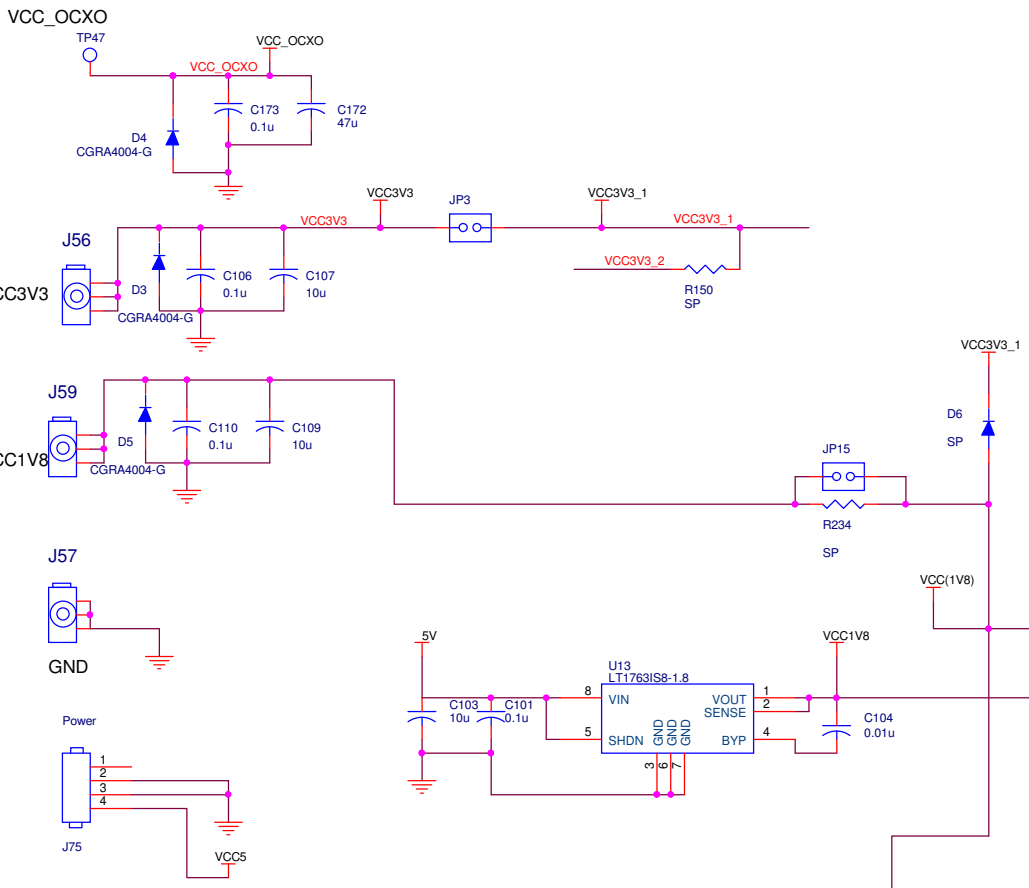 VCC_OCXO
TP47
VCC_OCXO
VCC_OCXO
C173
0.1u
C172
47u
D4
CGRA4004-G
VCC3V3
JP3
VCC3V3_1
VCC3V3
VCC3V3_1
J56
VCC3V3_2
CC3V3
D3
C106
0.1u
C107
10u
R150
SP
CGRA4004-G
VCC3V3_1
J59
D6
SP
D5
C110
0.1u
C109
10u
CC1V8
CGRA4004-G
JP15
R234
SP
J57
VCC(1V8)
GND
5V
VCC1V8
U13
LT1763IS8-1.8
8 VIN VOUT 1
SENSE 2
C103
10u
C101
0.1u
5 SHDN GND GND GND BYP 4
3 6 7
C104
0.01u
Power
1
2
3
4
J75
VCC5